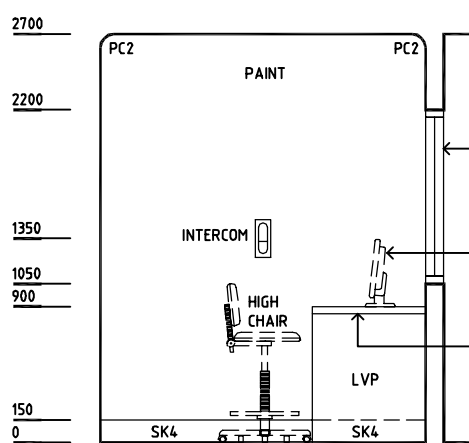 2700
PC2 PC2
PAINT
2200
1350
INTERCOM
1050
900
HIGH
CHAIR
LVP
150
SK4 SK4
0